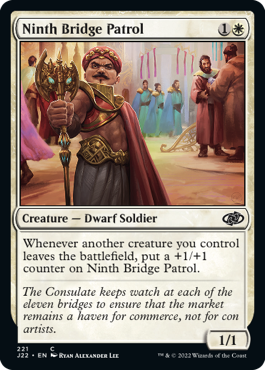 Ninth Bridge Patrol 1
Creature — Dwarf Soldier
Whenever another creature you control
leaves the battlefield, put a +1/+1
counter on Ninth Bridge Patrol.
The Consulate keeps watch at each of the
eleven bridges to ensure that the market
remains a haven for commerce, not for con
artists.
1/1
221 C
J22 • EN Ryan Alexander Lee
™ & © 2022 Wizards of the Coast